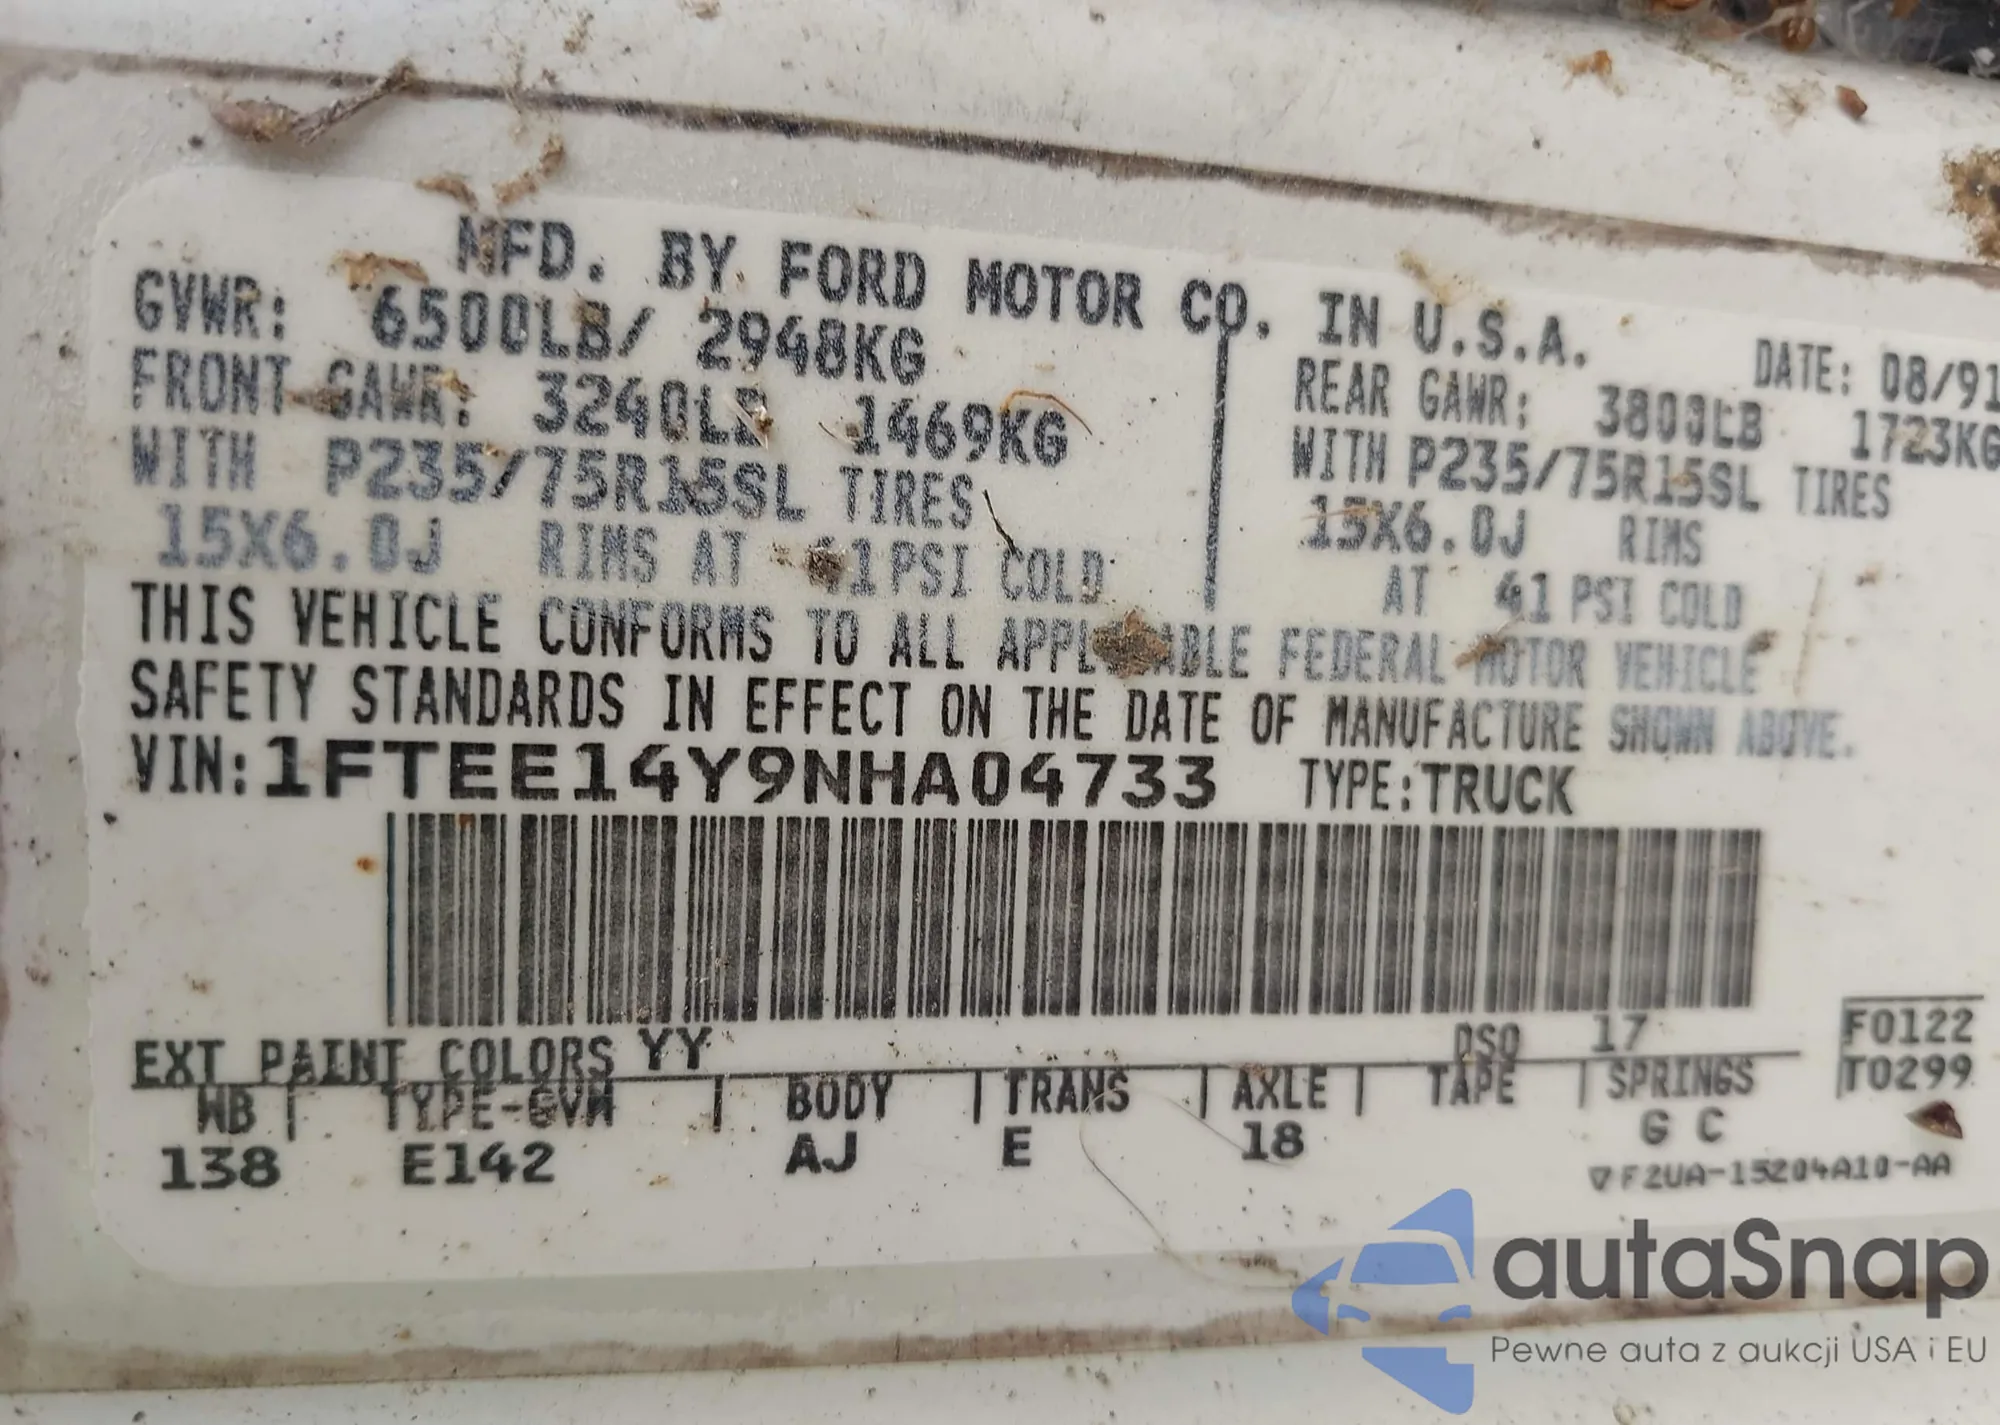 MFD. BY FORD MOTOR CO. IN U.S.A.
DATE: 08/91
GVWR: 6500LB/ 2948KG
FRONT GAWR: 3240LB 1469KG
WITH P235/75R15SL TIRES
15X6.0J RIMS AT 41 PSI COLD
REAR GAWR: 3800LB 1723KG
WITH P235/75R15SL TIRES
15X6.0J RIMS
AT 41 PSI COLD
THIS VEHICLE CONFORMS TO ALL APPLICABLE FEDERAL MOTOR VEHICLE
SAFETY STANDARDS IN EFFECT ON THE DATE OF MANUFACTURE SHOWN ABOVE.
VIN: 1FTEE14Y9NHA04733 TYPE: TRUCK
EXT PAINT COLORS YY DSO 17
F0122
T0299
WB | TYPE-GVM | BODY | TRANS | AXLE | TAPE | SPRINGS
138 E142 AJ E 18 G C
▽F2UA-15204A10-AA
autoSnap
Pewne auta z aukcji USA i EU